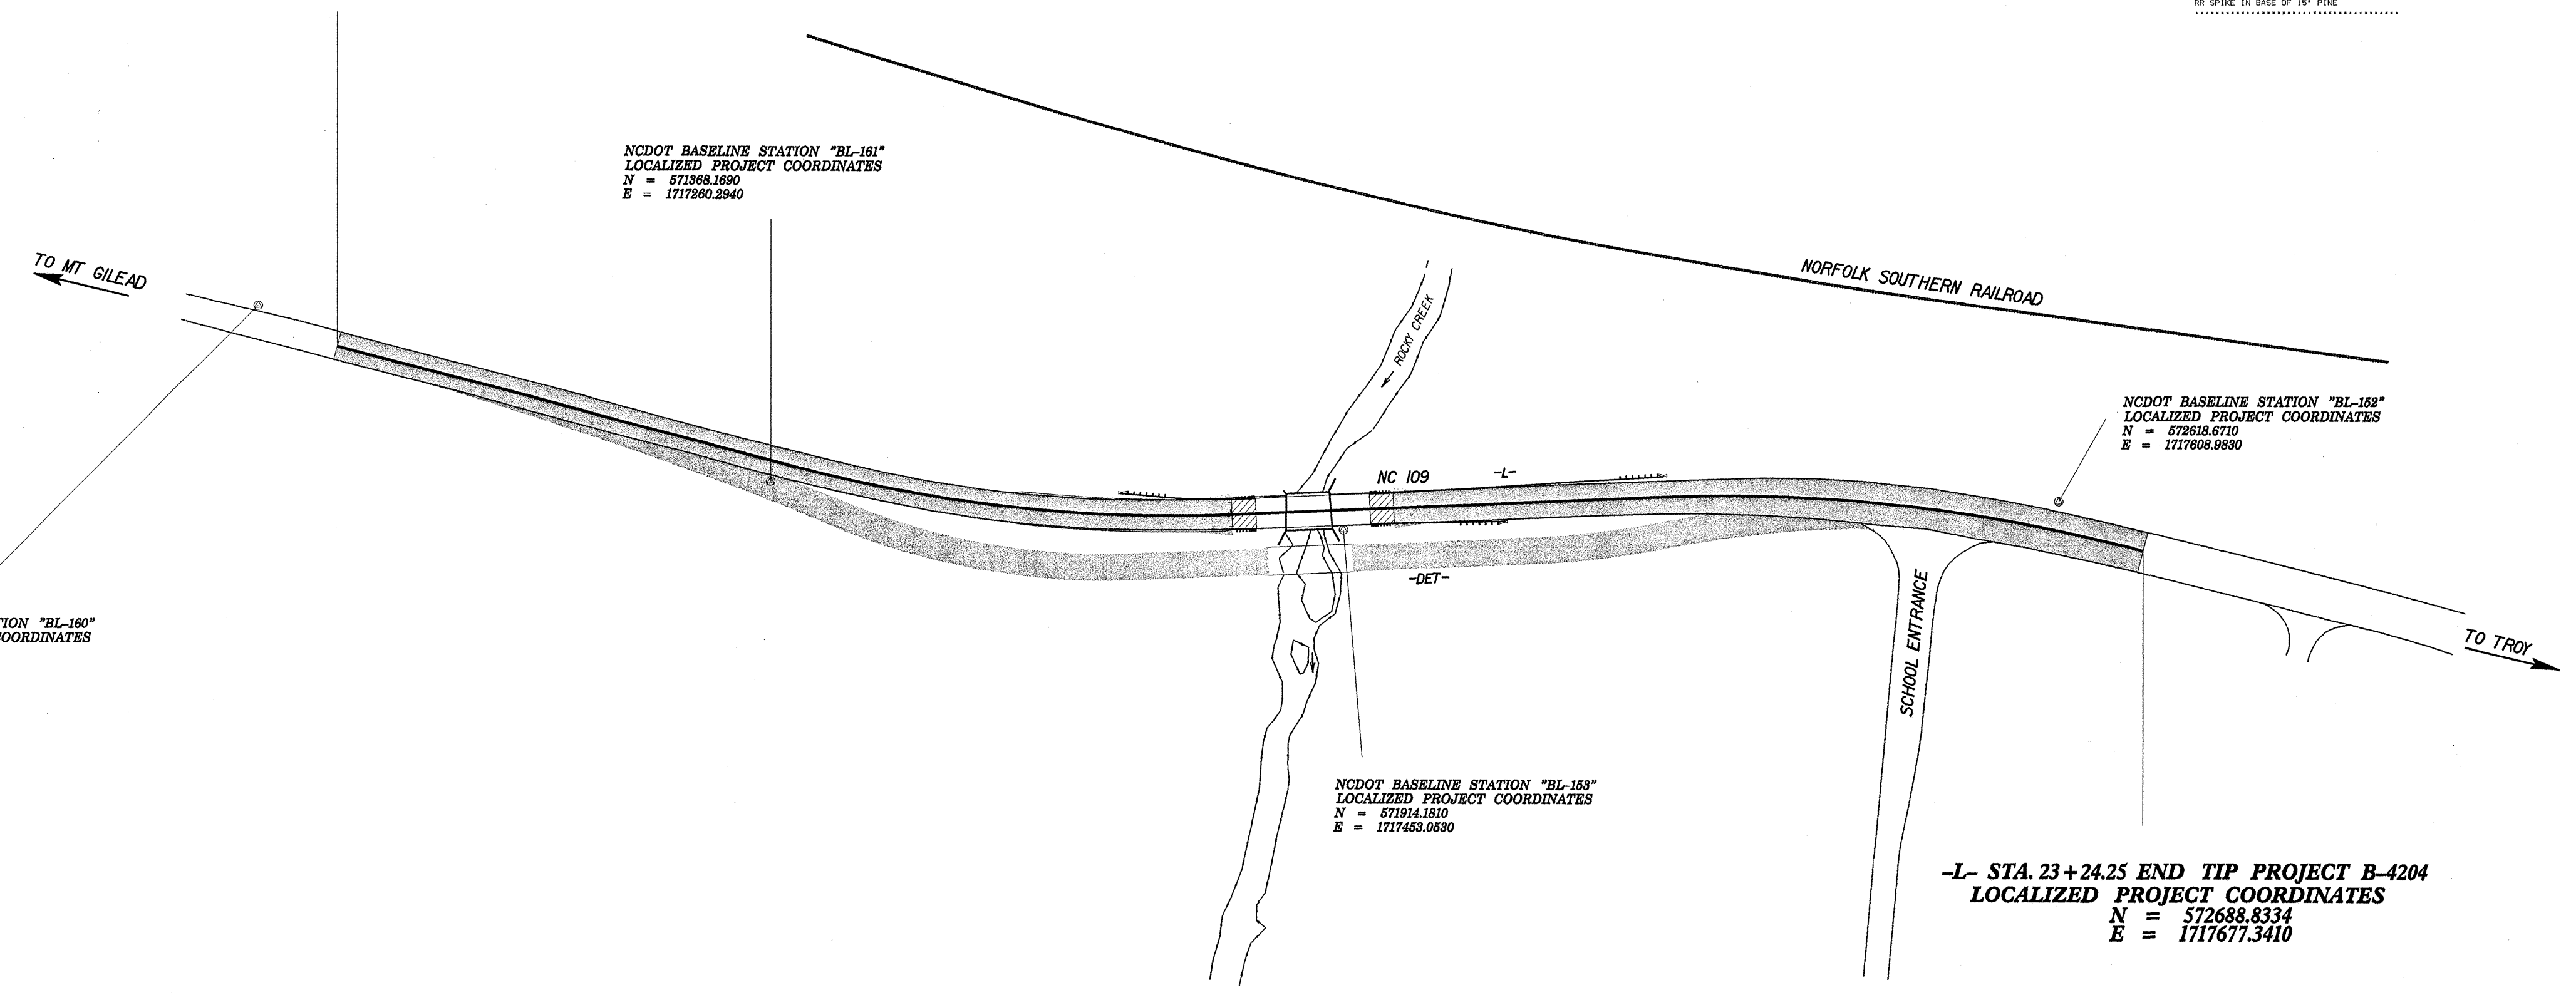 RR SPIKE IN BASE OF 15" PINE
NCDOT BASELINE STATION "BL-161"
LOCALIZED PROJECT COORDINATES
N = 571368.1690
E = 1717260.2940
TO MT GILEAD
NORFOLK SOUTHERN RAILROAD
ROCKY CREEK
NCDOT BASELINE STATION "BL-152"
LOCALIZED PROJECT COORDINATES
N = 572618.6710
E = 1717608.9830
NC 109
-L-
-DET-
SCHOOL ENTRANCE
TION "BL-160"
COORDINATES
TO TROY
NCDOT BASELINE STATION "BL-153"
LOCALIZED PROJECT COORDINATES
N = 571914.1810
E = 1717453.0530
-L- STA. 23+24.25 END TIP PROJECT B-4204
LOCALIZED PROJECT COORDINATES
N = 572688.8334
E = 1717677.3410